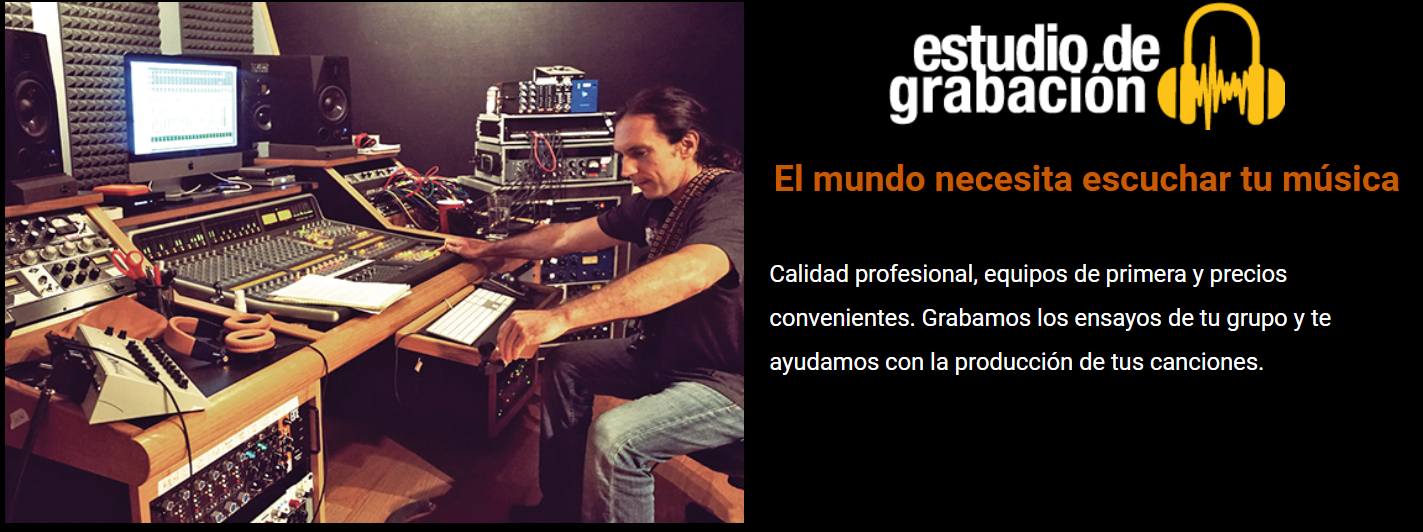 estudio de
grabación
El mundo necesita escuchar tu música
Calidad profesional, equipos de primera y precios
convenientes. Grabamos los ensayos de tu grupo y te
ayudamos con la producción de tus canciones.